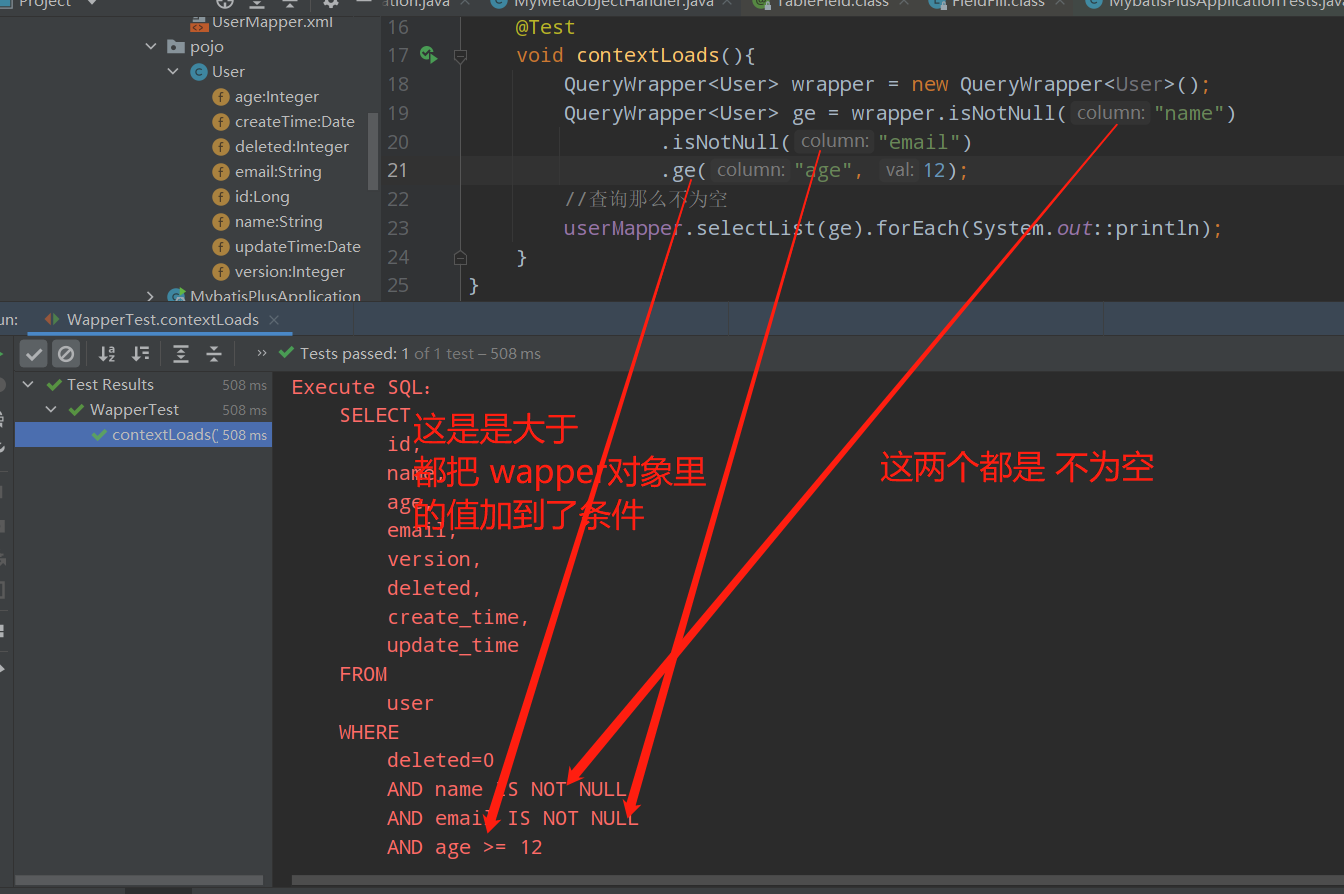 Project
ation.java
MyMetaObjectHandler.java
TableField.class
FieldFill.class
MybatisPlusApplicationTests.java
UserMapper.xml
pojo
User
age:Integer
createTime:Date
deleted:Integer
email:String
id:Long
name:String
updateTime:Date
version:Integer
MybatisPlusApplication
16 @Test
17 void contextLoads(){
18 QueryWrapper<User> wrapper = new QueryWrapper<User>();
19 QueryWrapper<User> ge = wrapper.isNotNull( column: "name")
20 .isNotNull( column: "email")
21 .ge( column: "age", val: 12);
22 //查询那么不为空
23 userMapper.selectList(ge).forEach(System.out::println);
24 }
25 }
un:
WapperTest.contextLoads
» Tests passed: 1 of 1 test – 508 ms
Test Results 508 ms
WapperTest 508 ms
contextLoads() 508 ms
Execute SQL:
SELECT
id,
name,
age,
email,
version,
deleted,
create_time,
update_time
FROM
user
WHERE
deleted=0
AND name IS NOT NULL
AND email IS NOT NULL
AND age >= 12
这是是大于
都把 wapper对象里
的值加到了条件
这两个都是 不为空